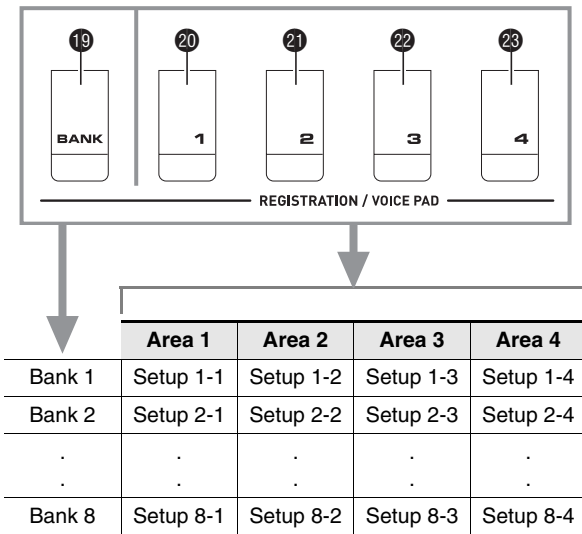 ⓳ ⓴ ㉑ ㉒ ㉓
BANK 1 2 3 4
REGISTRATION / VOICE PAD
Area 1 Area 2 Area 3 Area 4
Bank 1 Setup 1-1 Setup 1-2 Setup 1-3 Setup 1-4
Bank 2 Setup 2-1 Setup 2-2 Setup 2-3 Setup 2-4
. . . . .
. . . . .
Bank 8 Setup 8-1 Setup 8-2 Setup 8-3 Setup 8-4